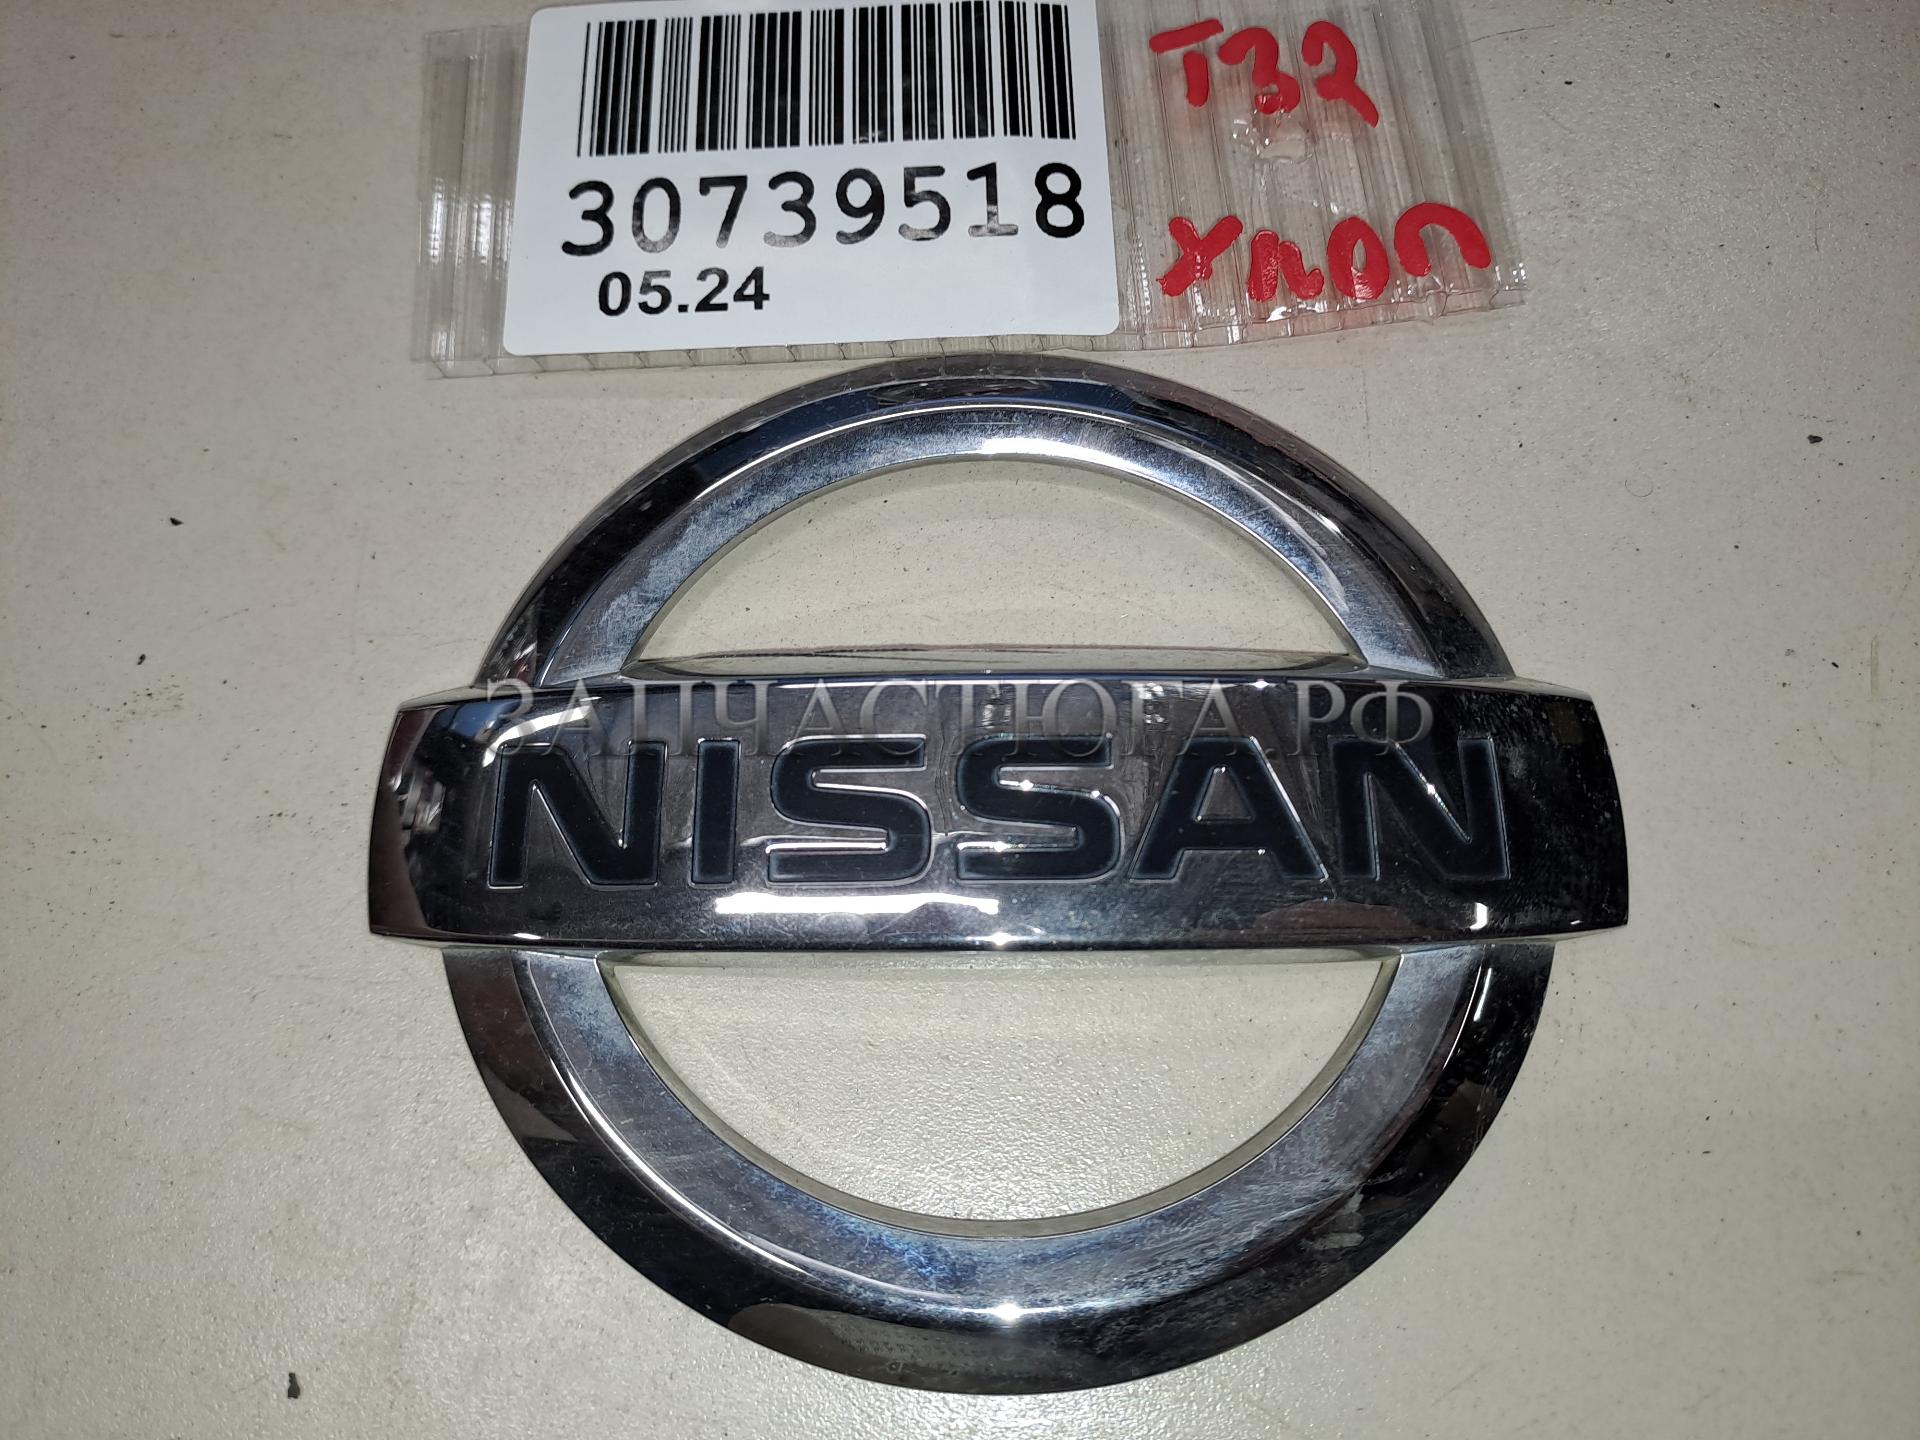 30739518
05.24
T32
хлоп
ЗАПЧАСТЮГА.РФ
NISSAN